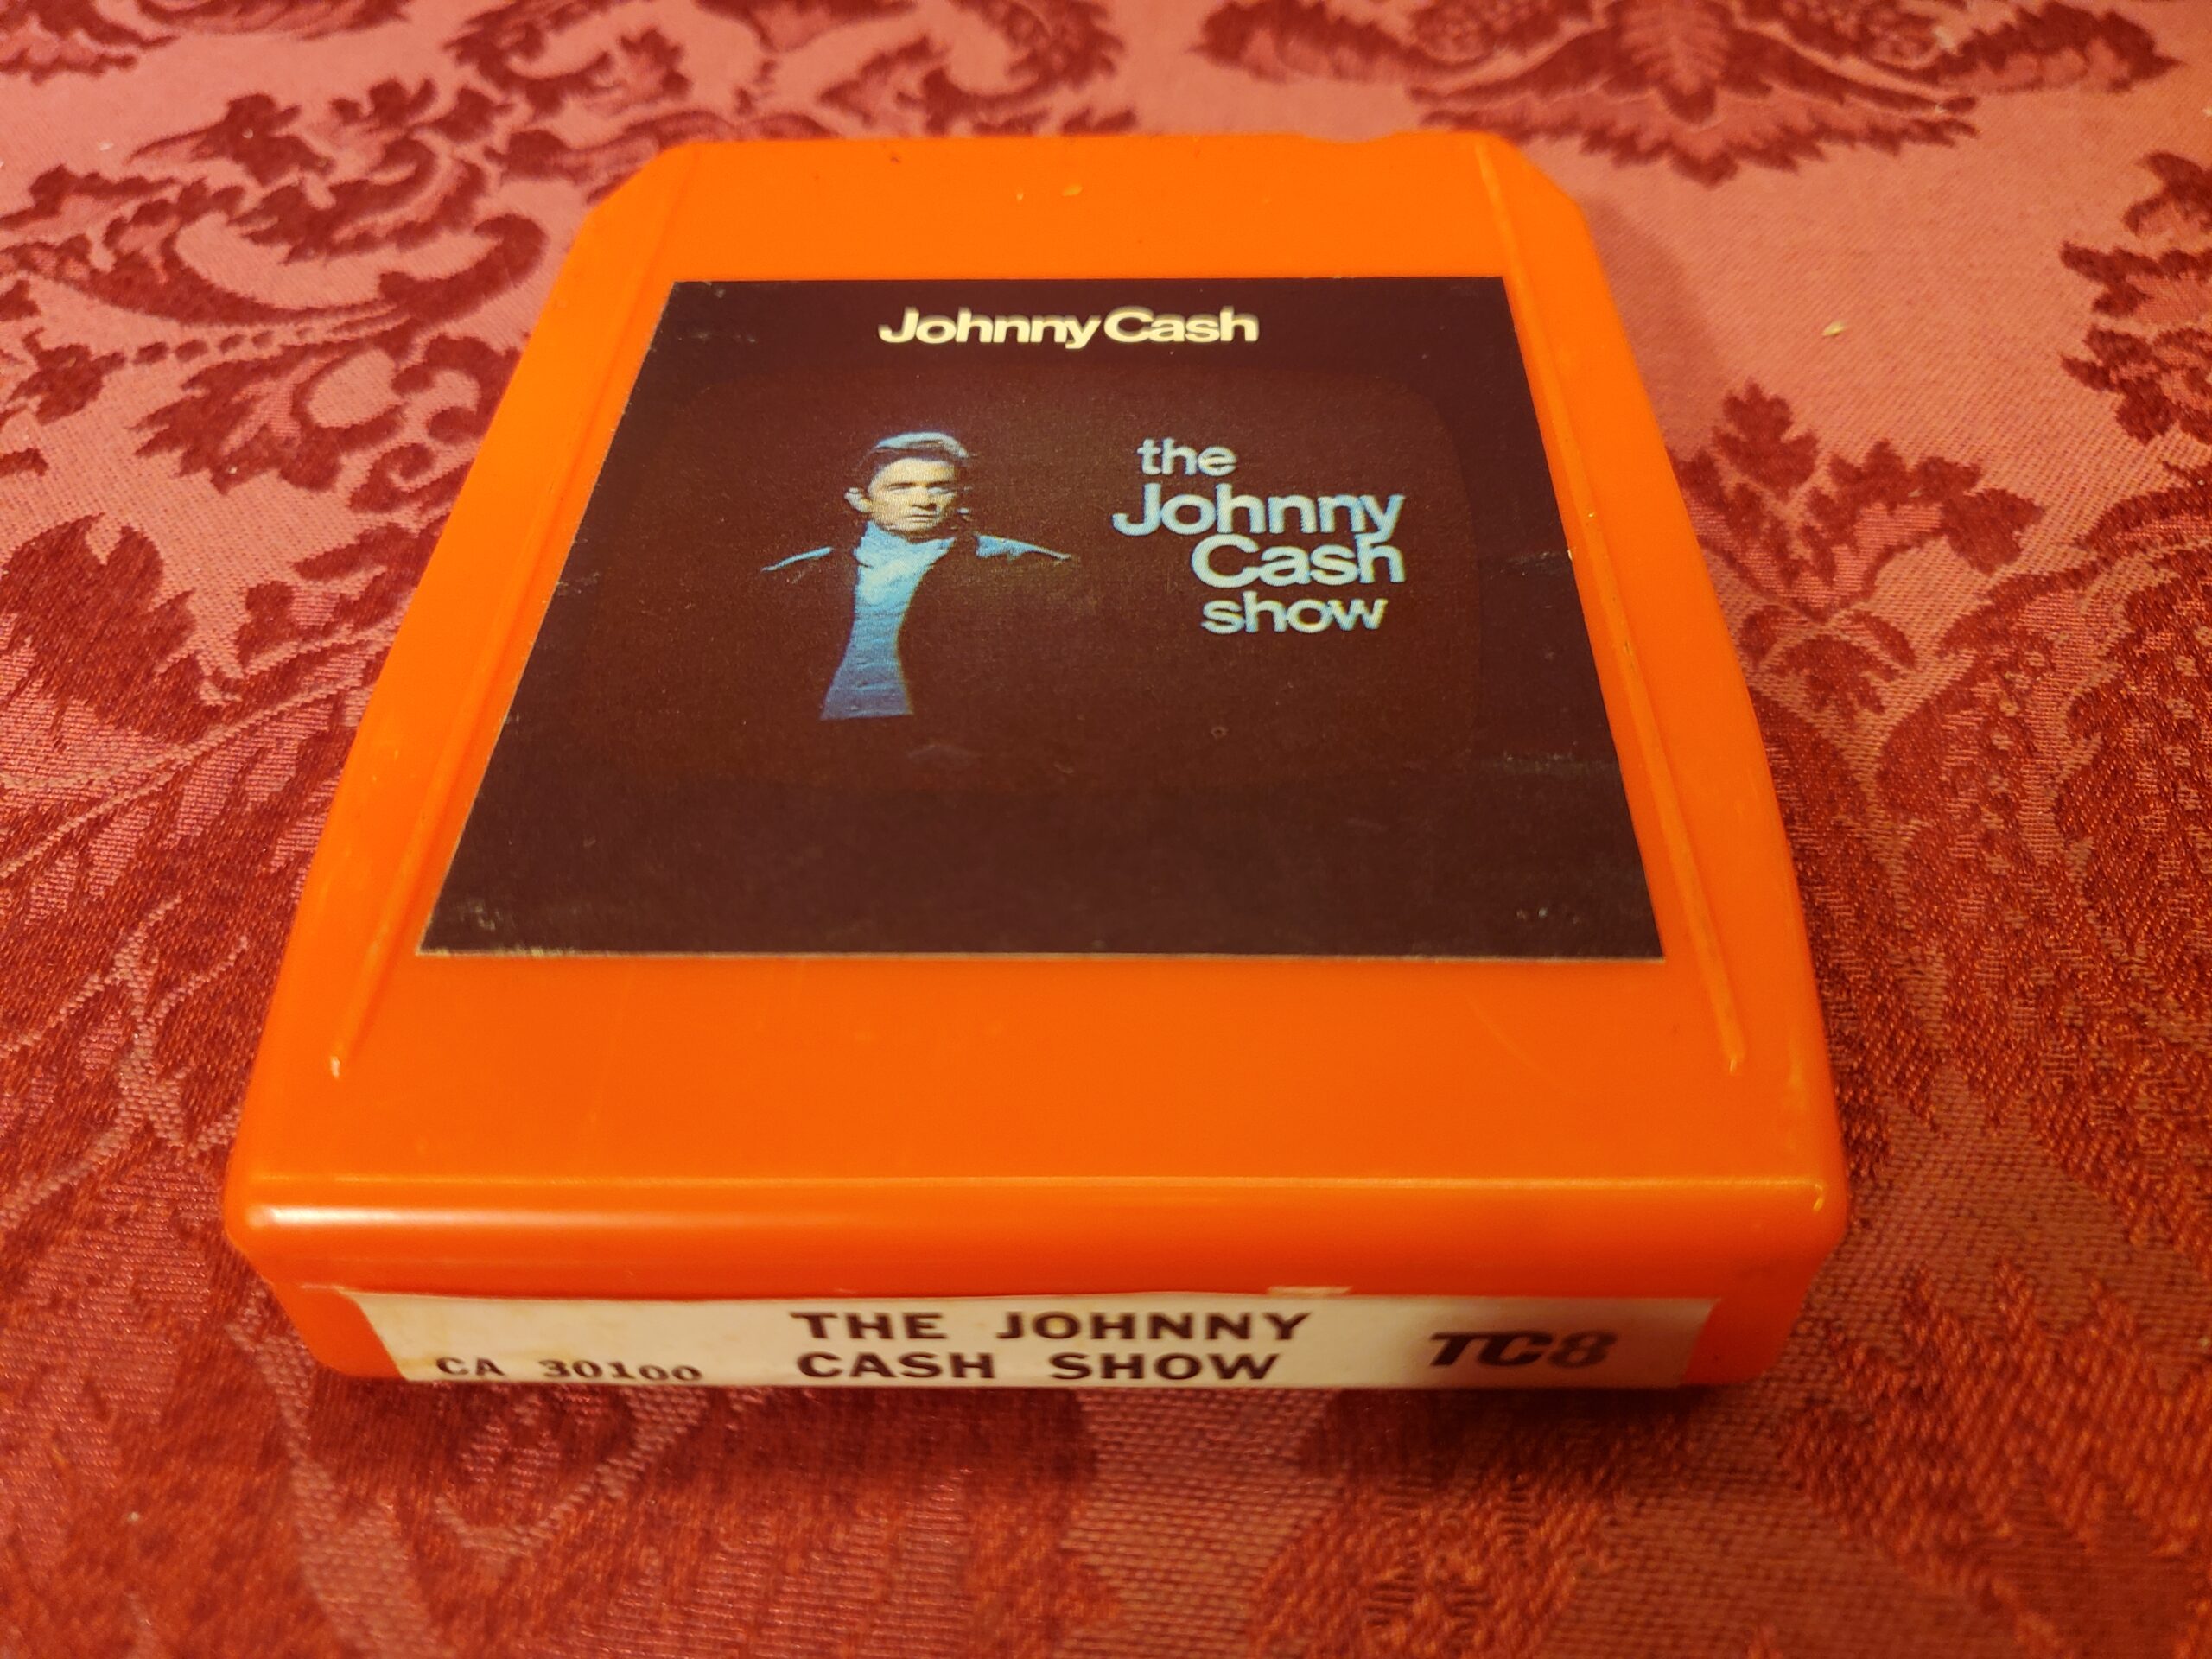 Johnny Cash
the
Johnny
Cash
show
THE JOHNNY
CASH SHOW
CA 30100
TC8